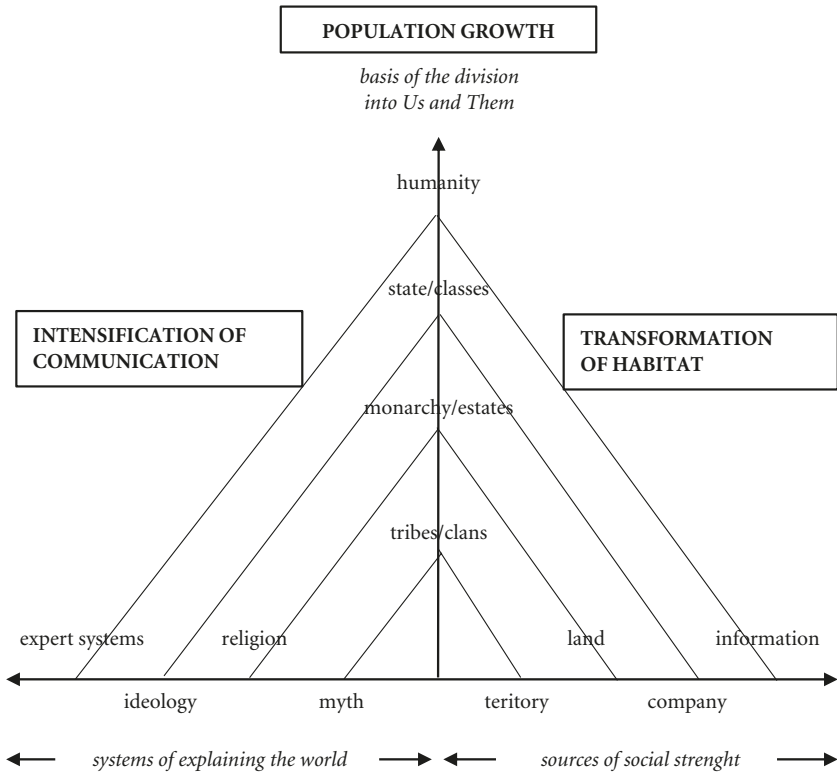 POPULATION GROWTH
basis of the division
into Us and Them
humanity
state/classes
INTENSIFICATION OF
COMMUNICATION
TRANSFORMATION
OF HABITAT
monarchy/estates
tribes/clans
expert systems religion land information
ideology myth teritory company
systems of explaining the world sources of social strenght